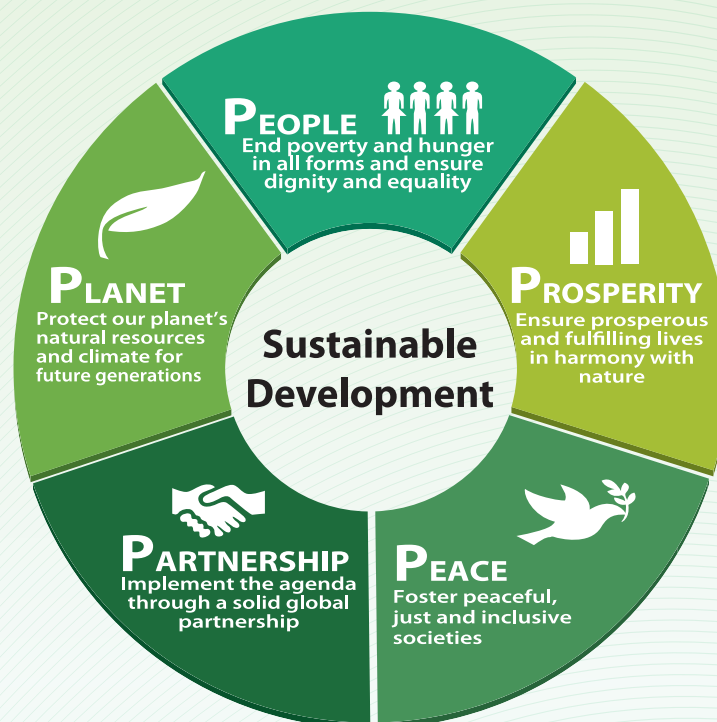 PEOPLE
End poverty and hunger
in all forms and ensure
dignity and equality
PROSPERITY
Ensure prosperous
and fulfilling lives
in harmony with
nature
PEACE
Foster peaceful,
just and inclusive
societies
PARTNERSHIP
Implement the agenda
through a solid global
partnership
PLANET
Protect our planet's
natural resources
and climate for
future generations
Sustainable
Development